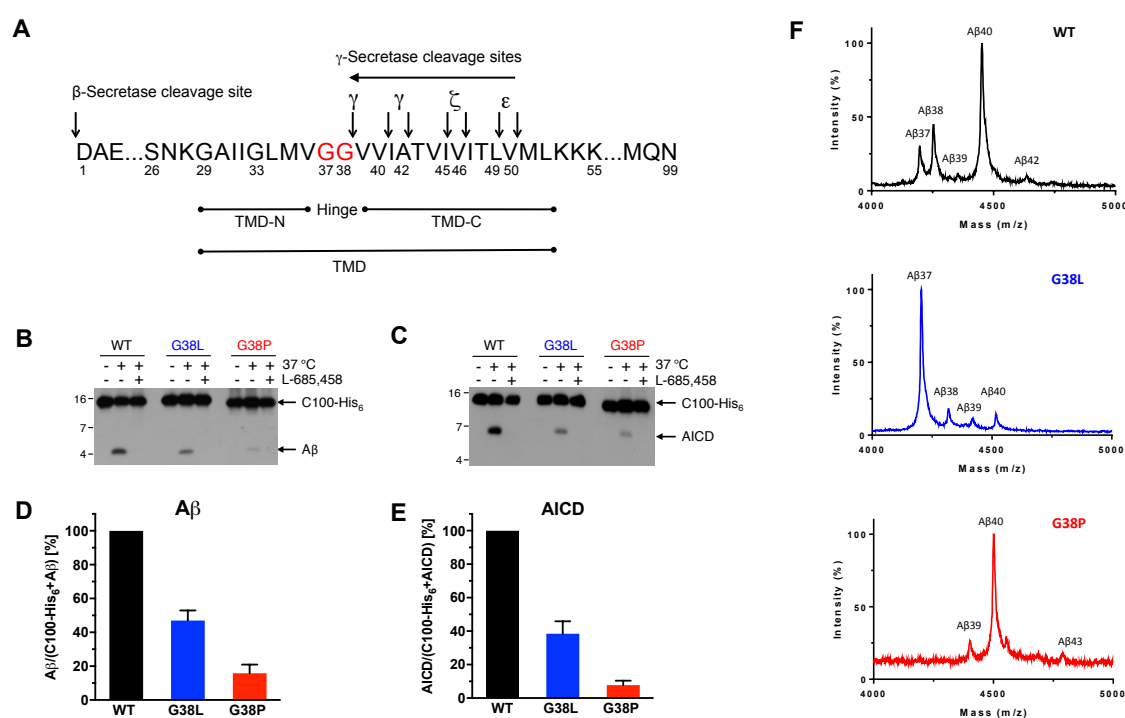 A
γ-Secretase cleavage sites
β-Secretase cleavage site
γ γ ζ ε
DAE...SNKGAIIGLMVGGVVIATVIVITLVMLKKK...MQN
1 26 29 33 37 38 40 42 45 46 49 50 55 99
TMD-N Hinge TMD-C
TMD
B
WT G38L G38P
- + + - + + - + + 37 °C
+ + + L-685,458
16 C100-His6
7
4 Aβ
C
WT G38L G38P
- + + - + + - + + 37 °C
+ + + L-685,458
16 C100-His6
7 AICD
4
D
Aβ
Aβ/(C100-His6+Aβ) [%]
100
80
60
40
20
0
WT G38L G38P
E
AICD
AICD/(C100-His6+AICD) [%]
100
80
60
40
20
0
WT G38L G38P
F
WT
Intensity (%)
100
50
0
Aβ37 Aβ38 Aβ39 Aβ40 Aβ42
4000 4500 5000
Mass (m/z)
G38L
Intensity (%)
100
50
0
Aβ37 Aβ38 Aβ39 Aβ40
4000 4500 5000
Mass (m/z)
G38P
Intensity (%)
100
50
0
Aβ39 Aβ40 Aβ43
4000 4500 5000
Mass (m/z)